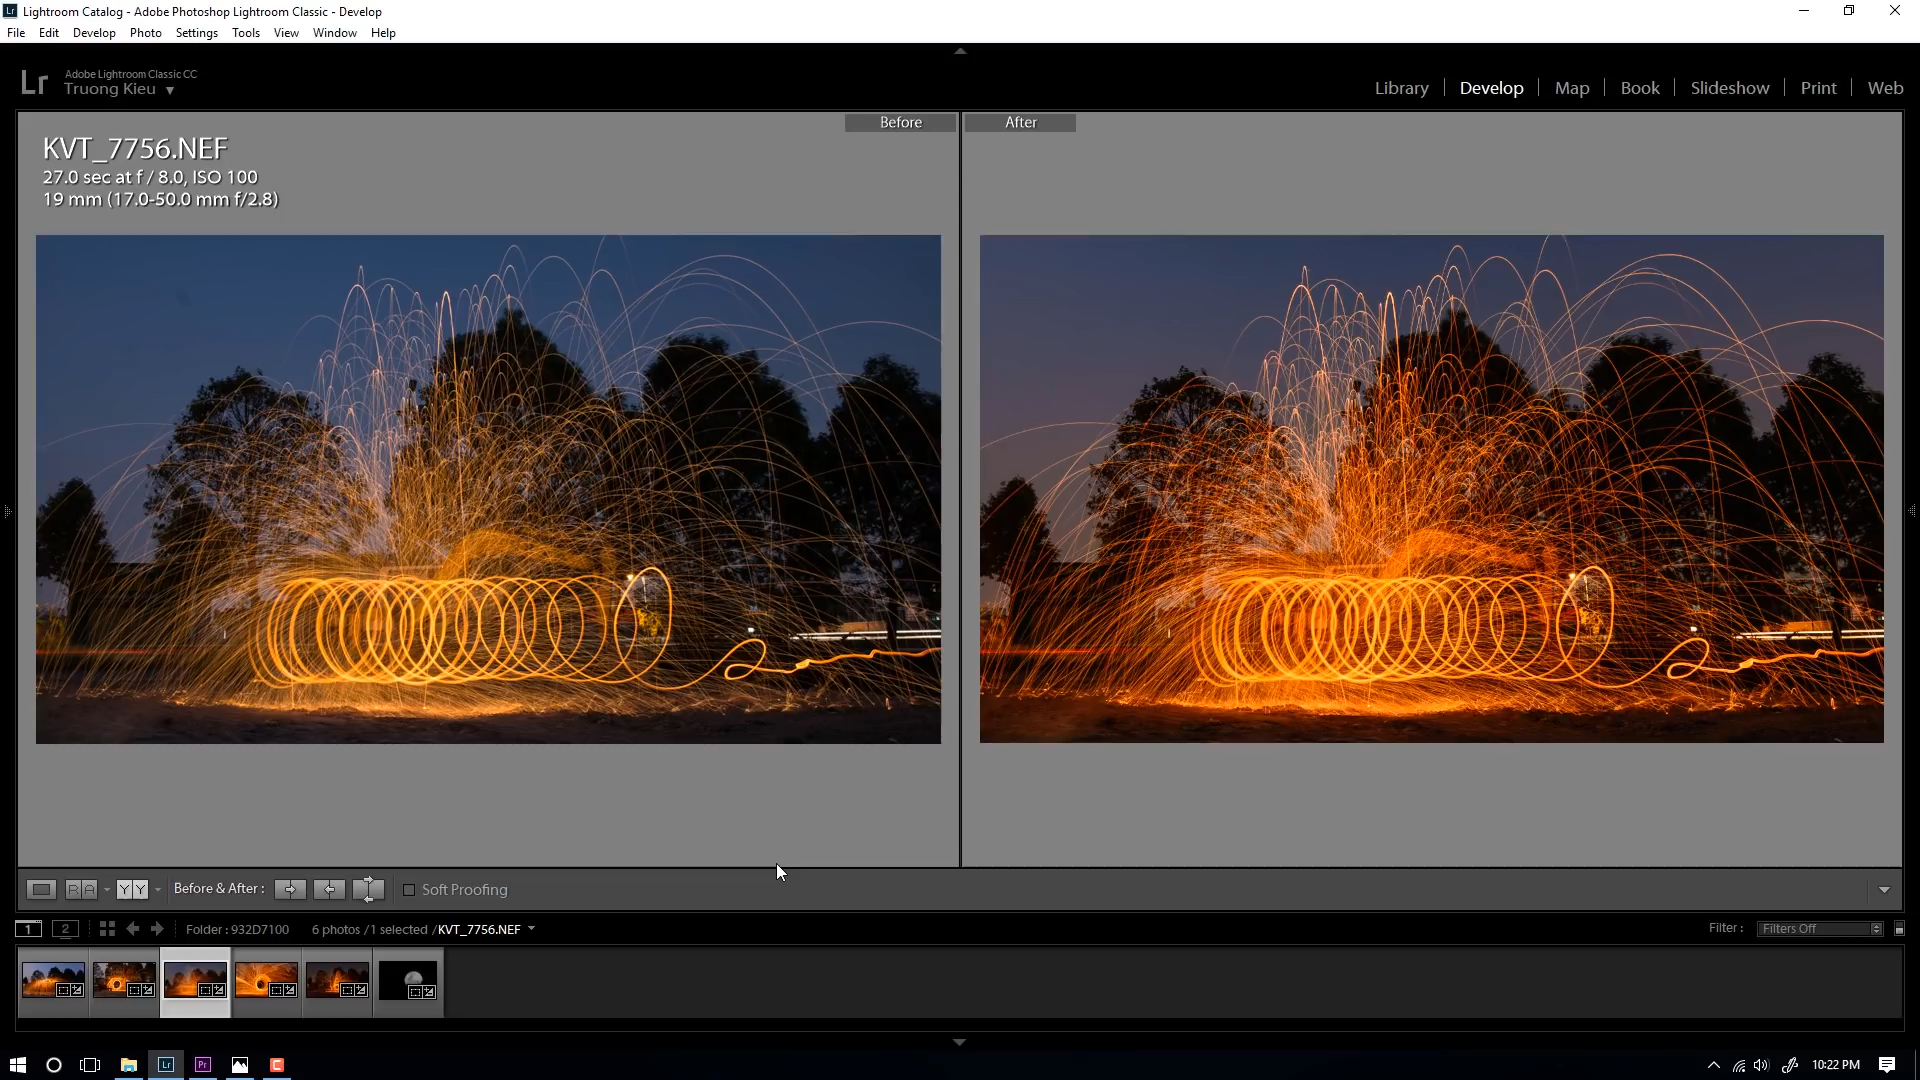 Lr Lightroom Catalog - Adobe Photoshop Lightroom Classic - Develop
File Edit Develop Photo Settings Tools View Window Help
Lr Adobe Lightroom Classic CC
Truong Kieu
Library Develop Map Book Slideshow Print Web
Before After
KVT_7756.NEF
27.0 sec at f / 8.0, ISO 100
19 mm (17.0-50.0 mm f/2.8)
R A Y Y Before & After : Soft Proofing
1 2 Folder : 932D7100 6 photos / 1 selected / KVT_7756.NEF Filter : Filters Off
Lr Pr C 10:22 PM